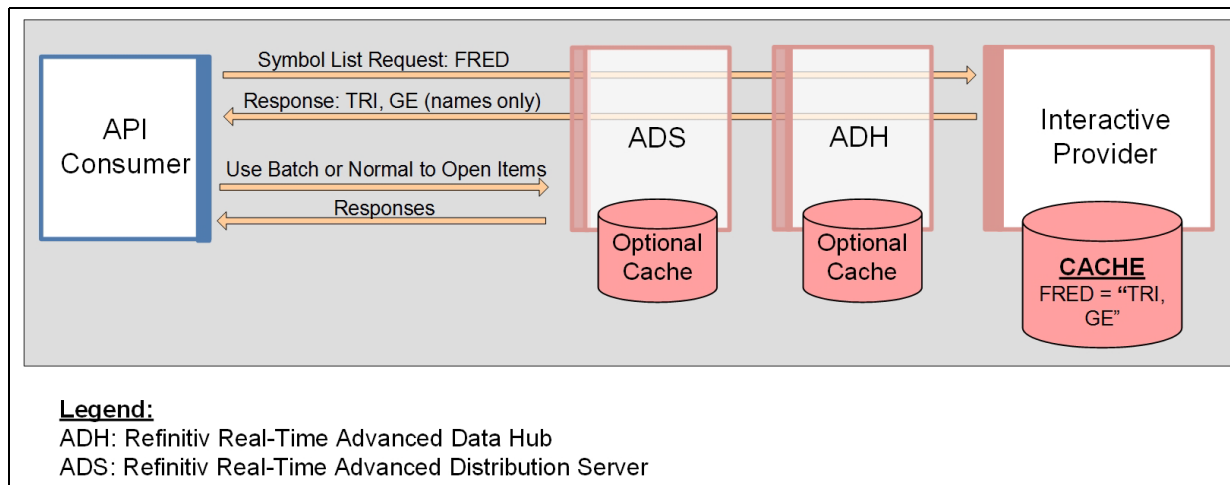 Symbol List Request: FRED
Response: TRI, GE (names only)
API
Consumer
Use Batch or Normal to Open Items
Responses
ADS
Optional
Cache
ADH
Optional
Cache
Interactive
Provider
CACHE
FRED = “TRI,
GE”
Legend:
ADH: Refinitiv Real-Time Advanced Data Hub
ADS: Refinitiv Real-Time Advanced Distribution Server